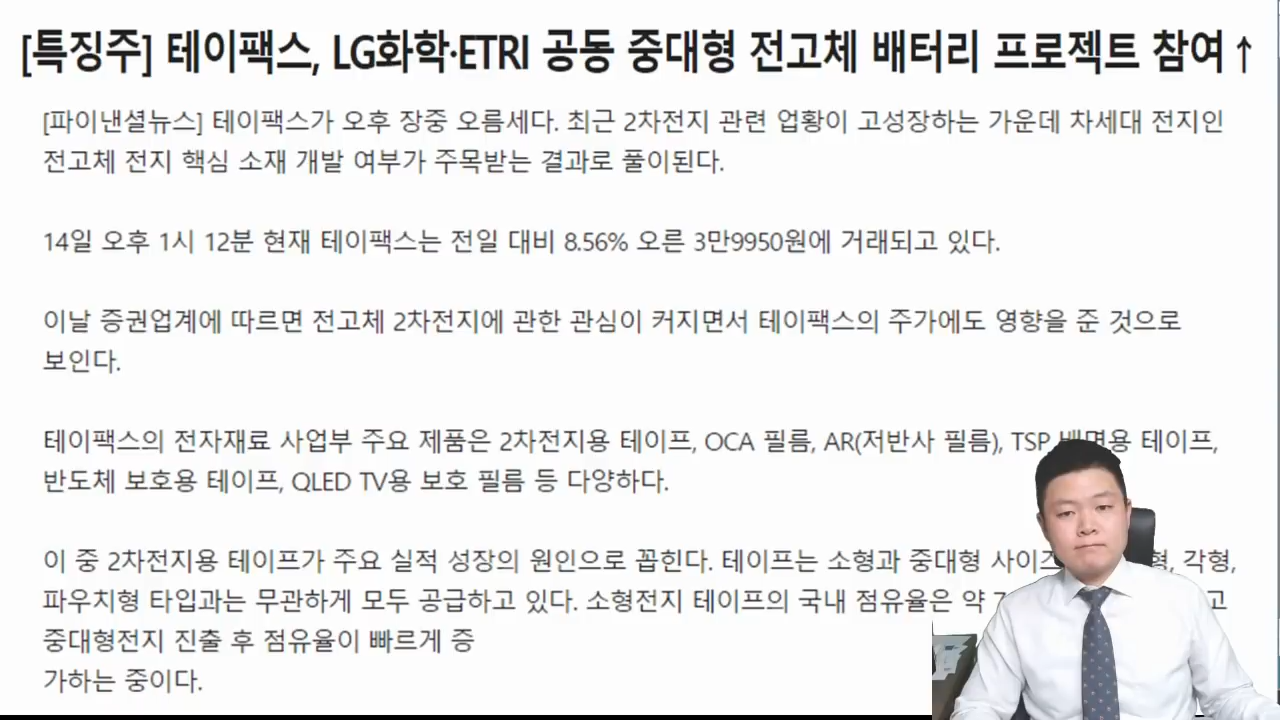 [특징주] 테이팩스, LG화학·ETRI 공동 중대형 전고체 배터리 프로젝트 참여↑
[파이낸셜뉴스] 테이팩스가 오후 장중 오름세다. 최근 2차전지 관련 업황이 고성장하는 가운데 차세대 전지인
전고체 전지 핵심 소재 개발 여부가 주목받는 결과로 풀이된다.
14일 오후 1시 12분 현재 테이팩스는 전일 대비 8.56% 오른 3만9950원에 거래되고 있다.
이날 증권업계에 따르면 전고체 2차전지에 관한 관심이 커지면서 테이팩스의 주가에도 영향을 준 것으로
보인다.
테이팩스의 전자재료 사업부 주요 제품은 2차전지용 테이프, OCA 필름, AR(저반사 필름), TSP 배면용 테이프,
반도체 보호용 테이프, QLED TV용 보호 필름 등 다양하다.
이 중 2차전지용 테이프가 주요 실적 성장의 원인으로 꼽힌다. 테이프는 소형과 중대형 사이즈 각형,
파우치형 타입과는 무관하게 모두 공급하고 있다. 소형전지 테이프의 국내 점유율은 약
중대형전지 진출 후 점유율이 빠르게 증
가하는 중이다.